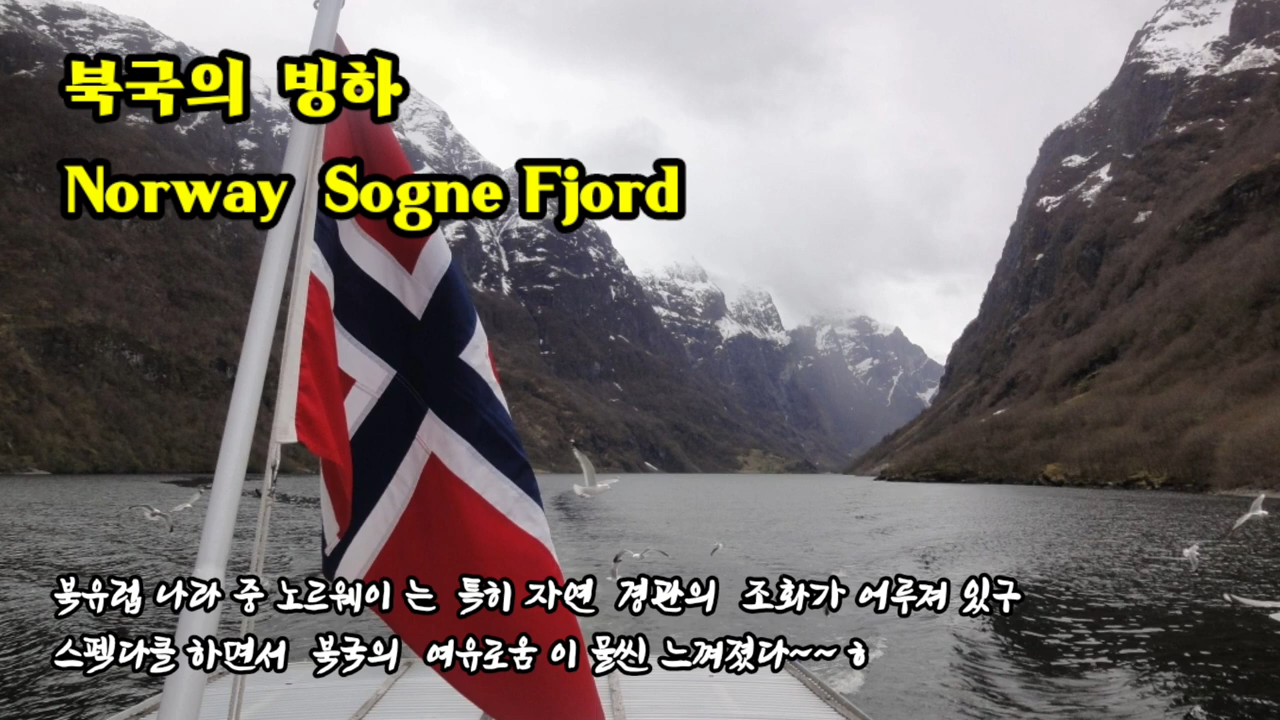 북국의 빙하
Norway Sogne Fjord
북유럽 나라 중 노르웨이 는 특히 자연 경관의 조화가 어루져 있구
스펙다클 하면서 북국의 여유로움 이 물씬 느껴졌다~~ㅎ